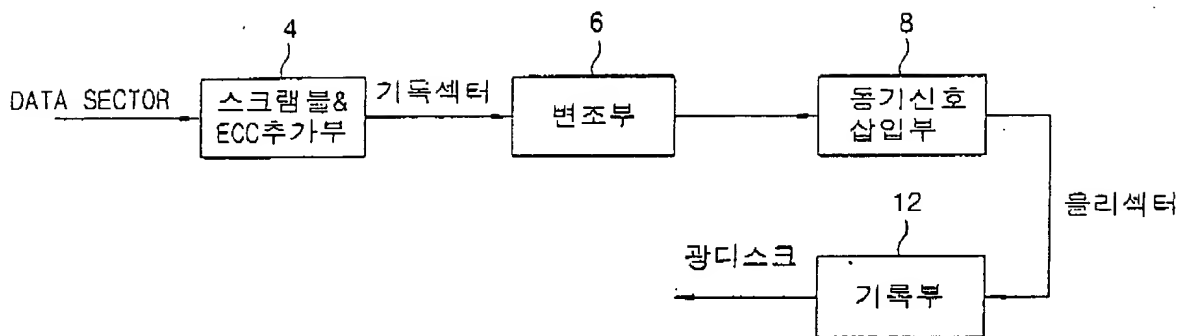 4
6
8
DATA SECTOR
스크램블&
ECC추가부
기록섹터
변조부
동기신호
삽입부
물리섹터
12
광디스크
기록부